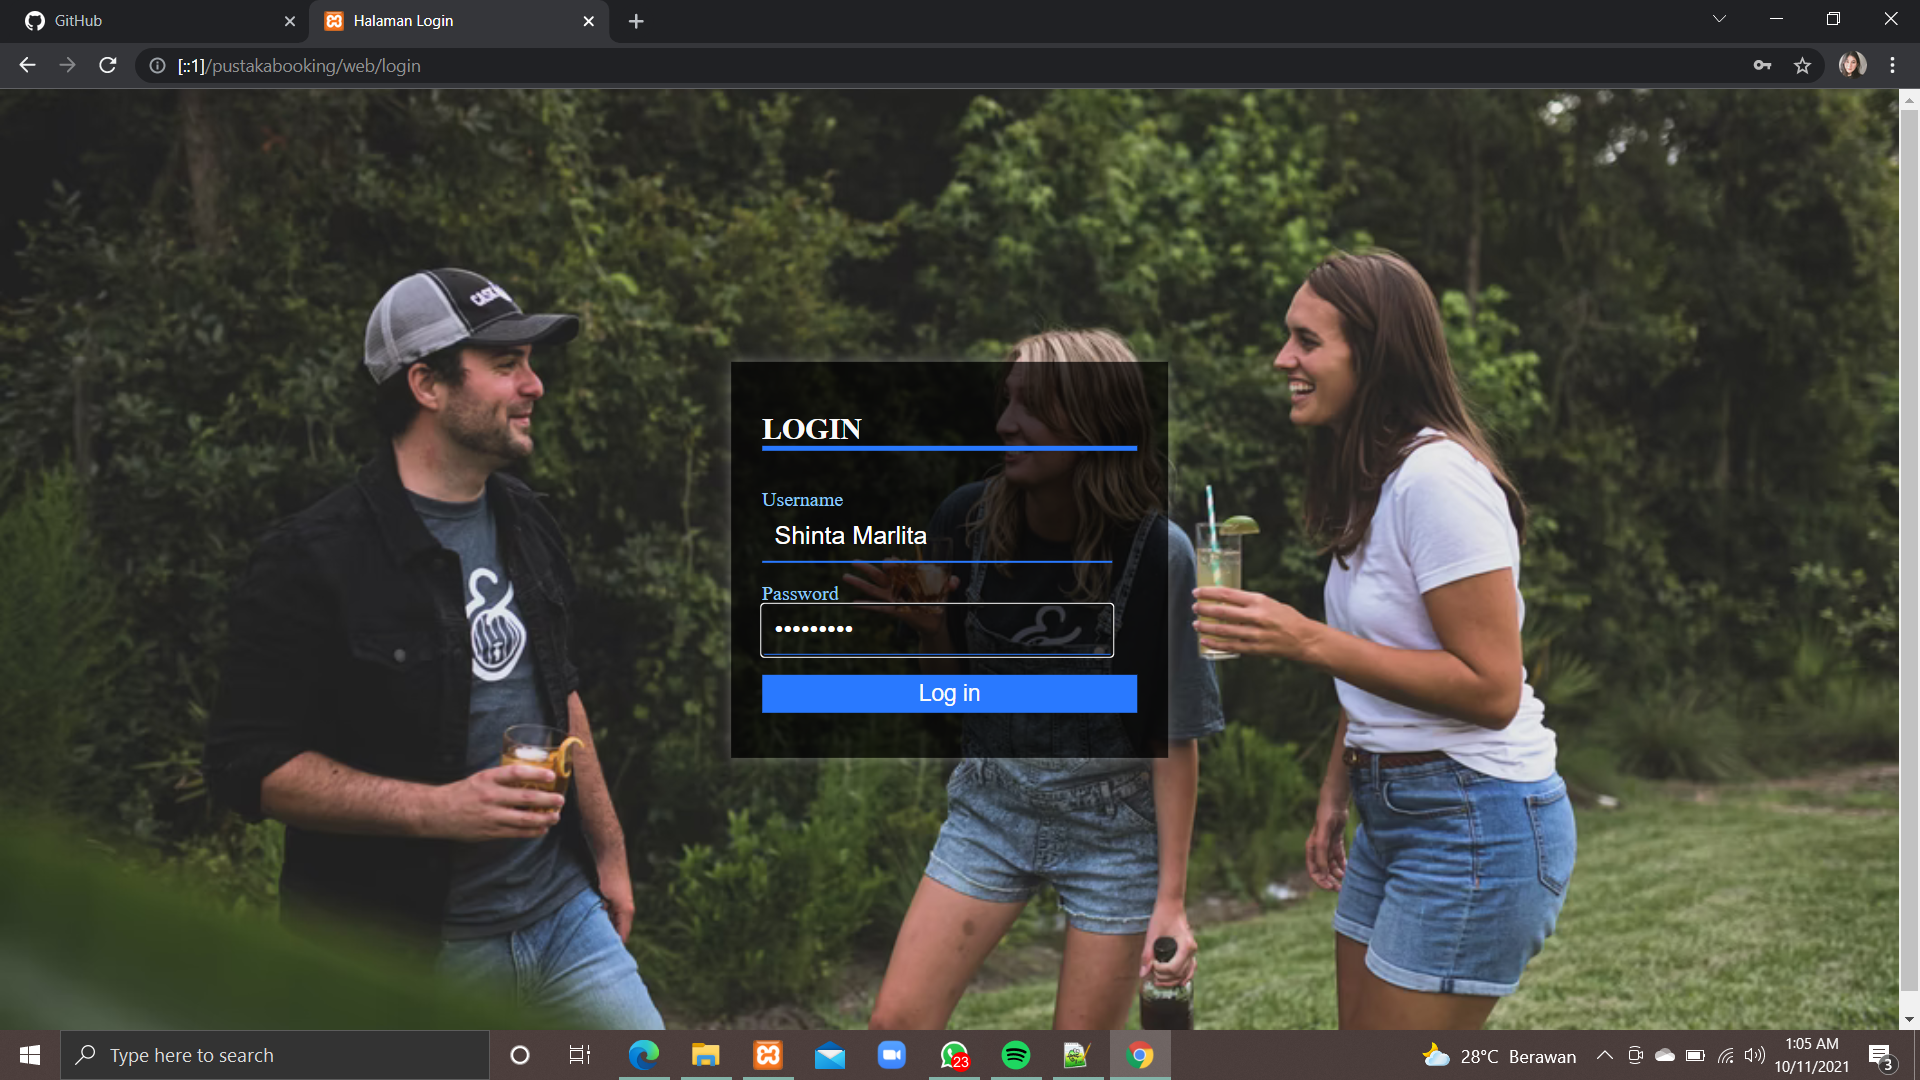 GitHub
Halaman Login
[::1]/pustakabooking/web/login
LOGIN
Username
Shinta Marlita
Password
•••••••••
Log in
Type here to search
23
28°C Berawan
1:05 AM
10/11/2021
3